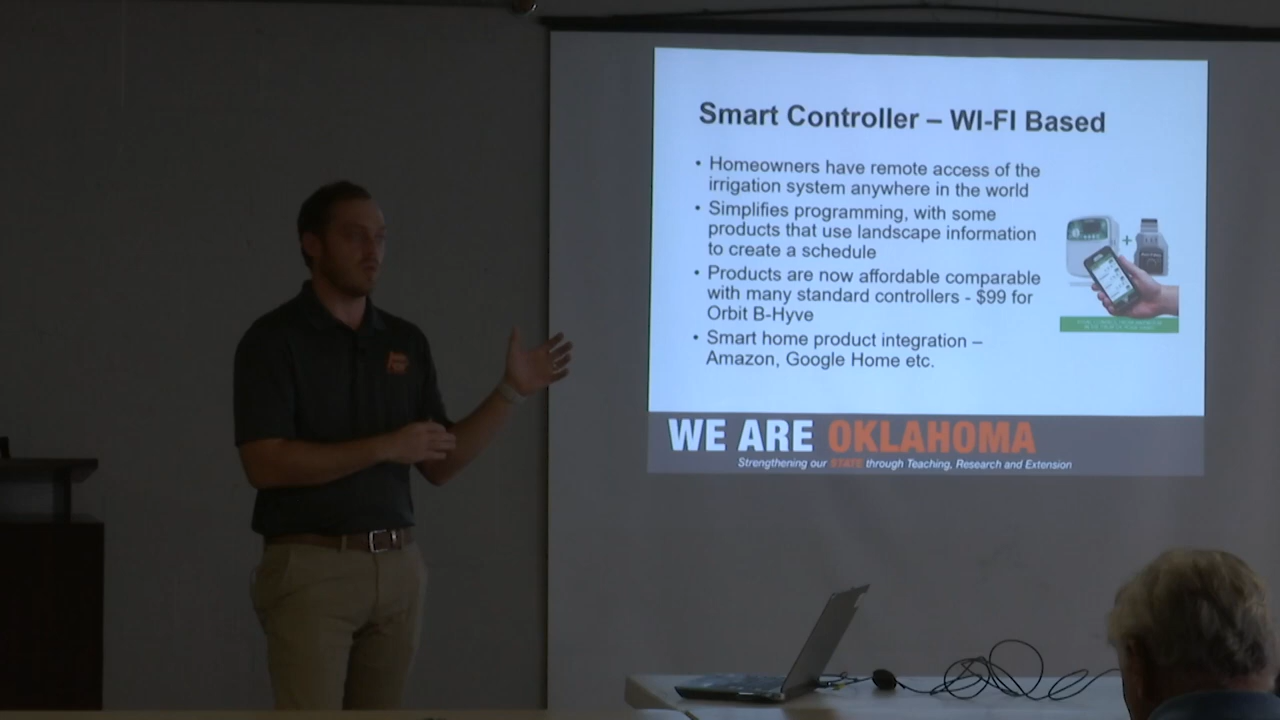 Smart Controller – WI-FI Based
• Homeowners have remote access of the
irrigation system anywhere in the world
• Simplifies programming, with some
products that use landscape information
to create a schedule
• Products are now affordable comparable
with many standard controllers - $99 for
Orbit B-Hyve
• Smart home product integration –
Amazon, Google Home etc.
WE ARE OKLAHOMA
Strengthening our STATE through Teaching, Research and Extension